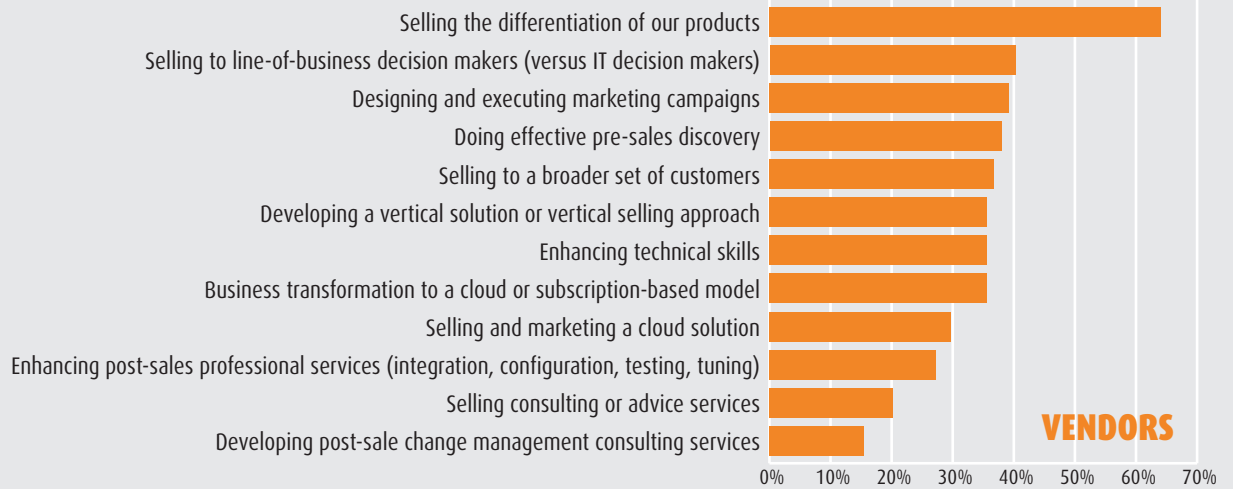 Selling the differentiation of our products
Selling to line-of-business decision makers (versus IT decision makers)
Designing and executing marketing campaigns
Doing effective pre-sales discovery
Selling to a broader set of customers
Developing a vertical solution or vertical selling approach
Enhancing technical skills
Business transformation to a cloud or subscription-based model
Selling and marketing a cloud solution
Enhancing post-sales professional services (integration, configuration, testing, tuning)
Selling consulting or advice services
Developing post-sale change management consulting services
VENDORS
0% 10% 20% 30% 40% 50% 60% 70%